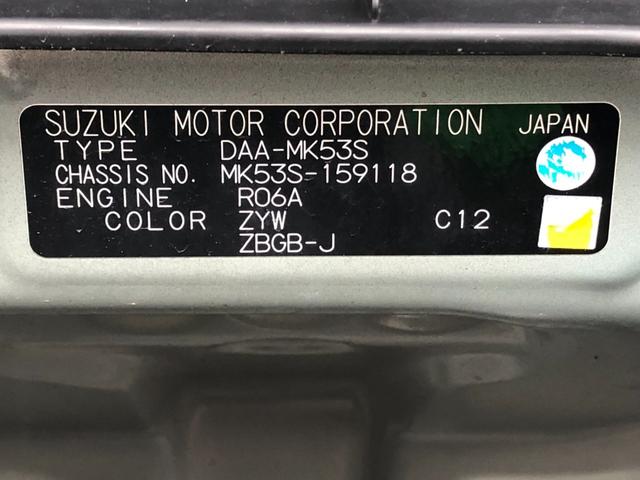 SUZUKI MOTOR CORPORATION JAPAN
TYPE DAA-MK53S
CHASSIS NO. MK53S-159118
ENGINE R06A
COLOR ZYW C12
ZBGB-J